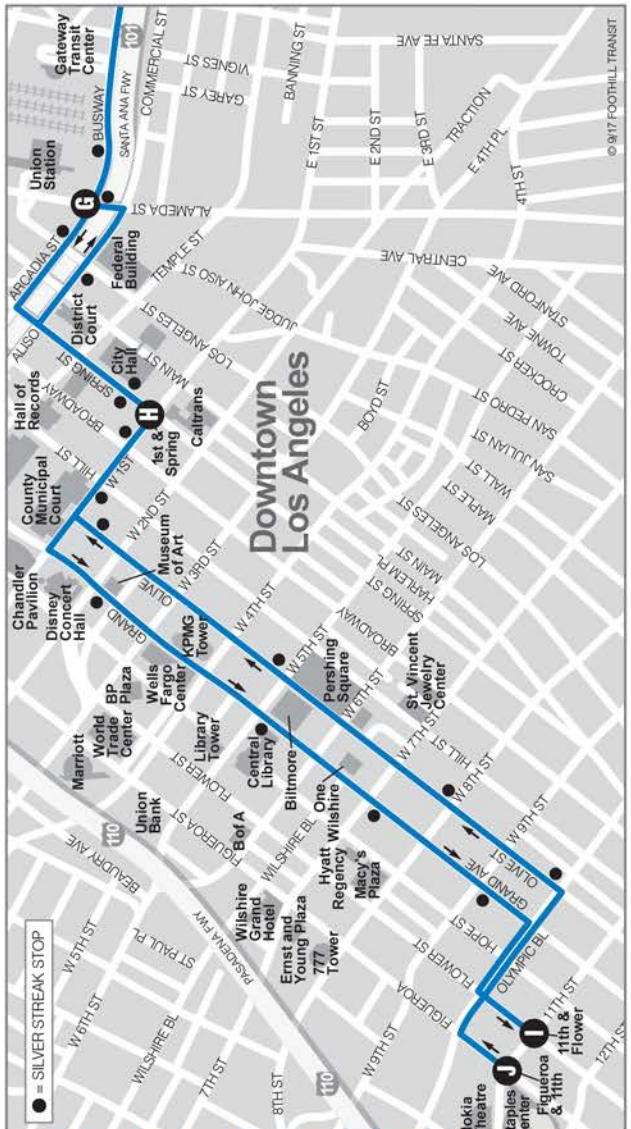 ● = SILVER STREAK STOP
Gateway
Transit
Center
101
Union
Station
BUSWAY
SANTA ANA FWY
COMMERCIAL ST
VIGNES ST
GAREY ST
BANNING ST
SANTA FE AVE
G
ALAMEDA ST
ARCADIA ST
ALISO
Federal
Building
TEMPLE ST
District
Court
JUDGE JOHN AISO ST
LOS ANGELES ST
MAIN ST
City
Hall
SPRING ST
BROADWAY
Hall of
Records
HILL ST
County
Municipal
Court
H
1st &
Spring
Caltrans
W 1ST
W 2ND ST
W 3RD ST
W 4TH ST
W 5TH ST
W 6TH ST
W 7TH ST
W 8TH ST
W 9TH ST
E 1ST ST
E 2ND ST
E 3RD ST
TRACTION
E 4TH PL
4TH ST
CENTRAL AVE
STANFORD AVE
TOWNE AVE
CROCKER ST
SAN PEDRO ST
SAN JULIAN ST
WALL ST
MAPLE ST
LOS ANGELES ST
MAIN ST
HARLEM PL
SPRING ST
BROADWAY
HILL ST
BOYD ST
Downtown
Los Angeles
Chandler
Pavilion
Disney
Concert
Hall
Museum
of Art
OLIVE
GRAND
KPMG
Tower
Wells
Fargo
Center
BP
Plaza
World
Trade
Center
Marriott
Library
Tower
Central
Library
Biltmore
Pershing
Square
St. Vincent
Jewelry
Center
One
Wilshire
Hyatt
Regency
Macy's
Plaza
B of A
Union
Bank
FLOWER ST
FIGUEROA ST
WILSHIRE BL
Wilshire
Grand
Hotel
Ernst and
Young Plaza
777
Tower
110
BEAUDRY AVE
PASADENA FWY
W 5TH ST
ST PAUL PL
W 6TH ST
WILSHIRE BL
7TH ST
8TH ST
110
W 9TH ST
FIGUEROA
FLOWER ST
HOPE ST
GRAND AVE
OLIVE ST
OLYMPIC BL
11TH ST
12TH ST
I
11th &
Flower
J
Figueroa
& 11th
© 9/17 FOOTHILL TRANSIT